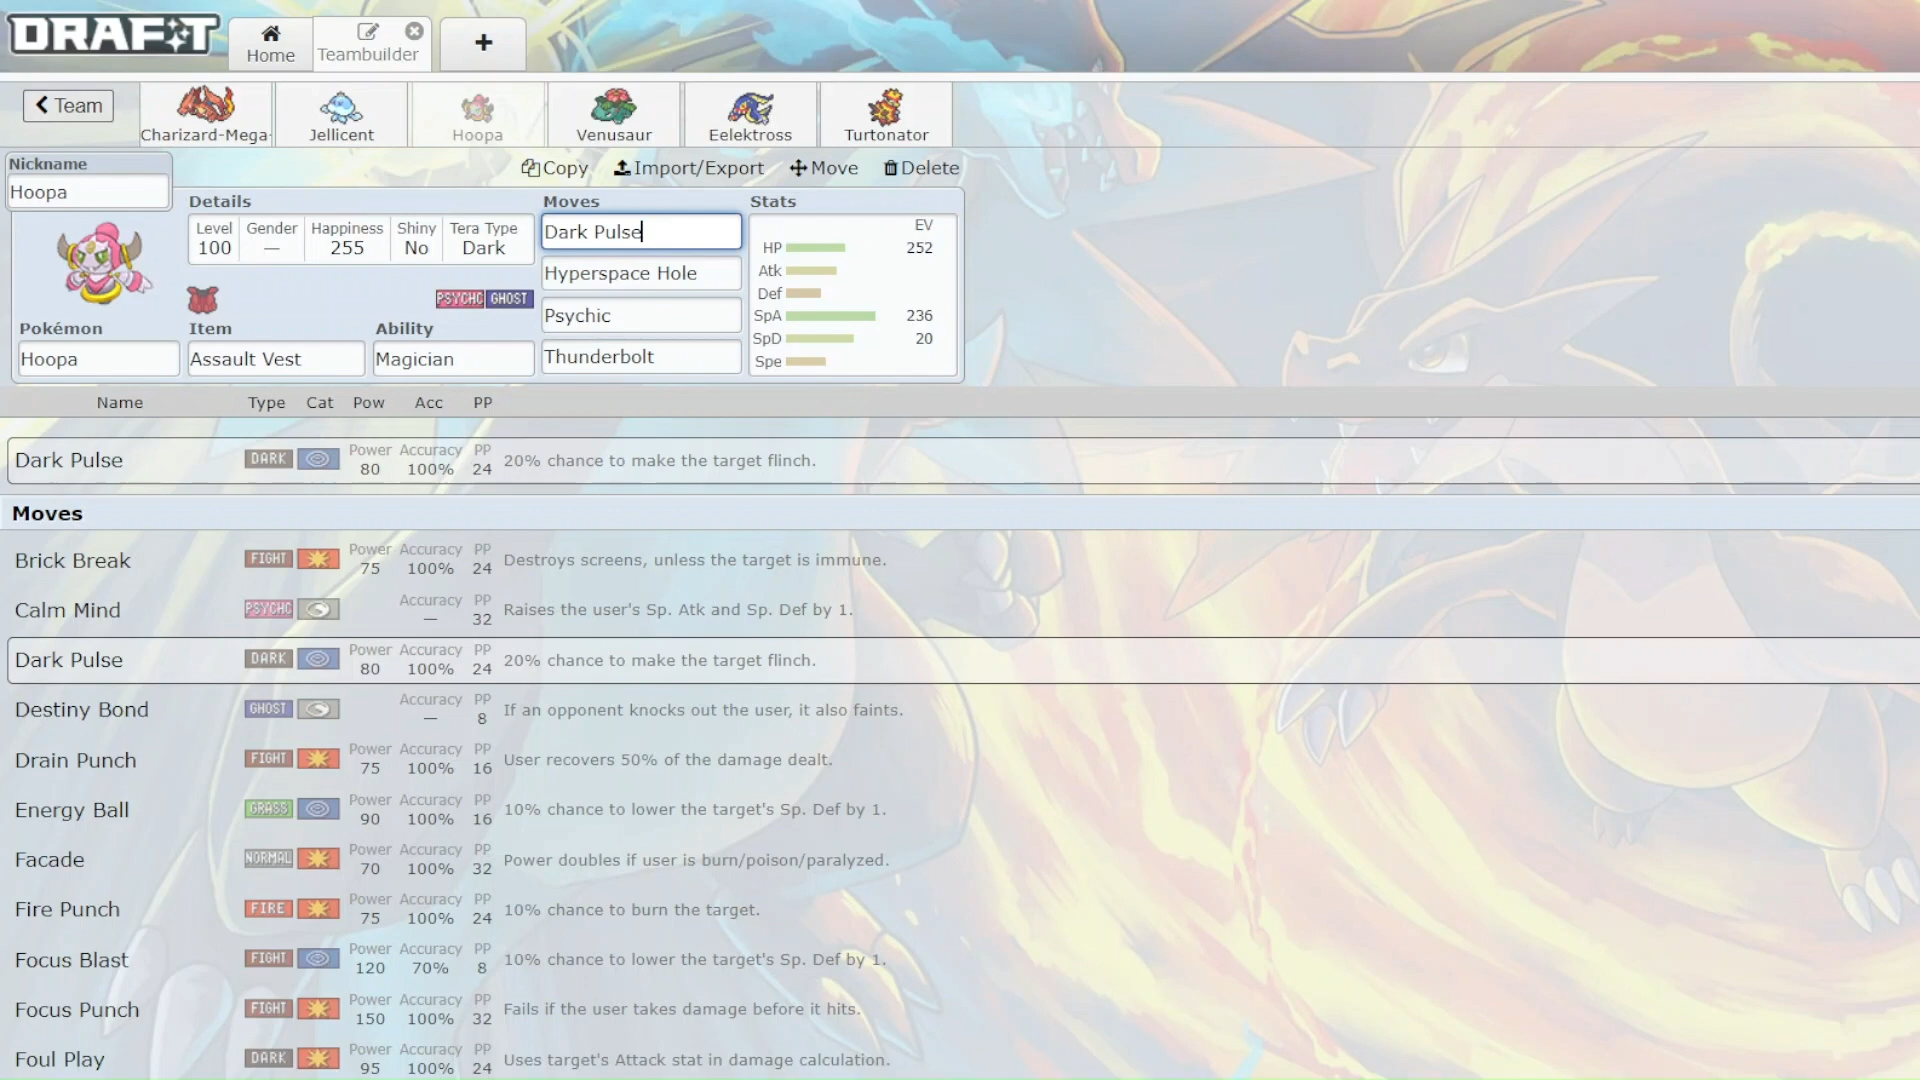 DRAFT
Home
Teambuilder
+
Team
Charizard-Mega-
Jellicent
Hoopa
Venusaur
Eelektross
Turtonator
Copy
Import/Export
Move
Delete
Nickname
Hoopa
Details
Level
100
Gender
—
Happiness
255
Shiny
No
Tera Type
Dark
PSYCHC GHOST
Pokémon
Hoopa
Item
Assault Vest
Ability
Magician
Moves
Dark Pulse
Hyperspace Hole
Psychic
Thunderbolt
Stats
EV
HP 252
Atk
Def
SpA 236
SpD 20
Spe
Name Type Cat Pow Acc PP
Dark Pulse DARK Power 80 Accuracy 100% PP 24 20% chance to make the target flinch.
Moves
Brick Break FIGHT Power 75 Accuracy 100% PP 24 Destroys screens, unless the target is immune.
Calm Mind PSYCHC Accuracy — PP 32 Raises the user's Sp. Atk and Sp. Def by 1.
Dark Pulse DARK Power 80 Accuracy 100% PP 24 20% chance to make the target flinch.
Destiny Bond GHOST Accuracy — PP 8 If an opponent knocks out the user, it also faints.
Drain Punch FIGHT Power 75 Accuracy 100% PP 16 User recovers 50% of the damage dealt.
Energy Ball GRASS Power 90 Accuracy 100% PP 16 10% chance to lower the target's Sp. Def by 1.
Facade NORMAL Power 70 Accuracy 100% PP 32 Power doubles if user is burn/poison/paralyzed.
Fire Punch FIRE Power 75 Accuracy 100% PP 24 10% chance to burn the target.
Focus Blast FIGHT Power 120 Accuracy 70% PP 8 10% chance to lower the target's Sp. Def by 1.
Focus Punch FIGHT Power 150 Accuracy 100% PP 32 Fails if the user takes damage before it hits.
Foul Play DARK Power 95 Accuracy 100% PP 24 Uses target's Attack stat in damage calculation.